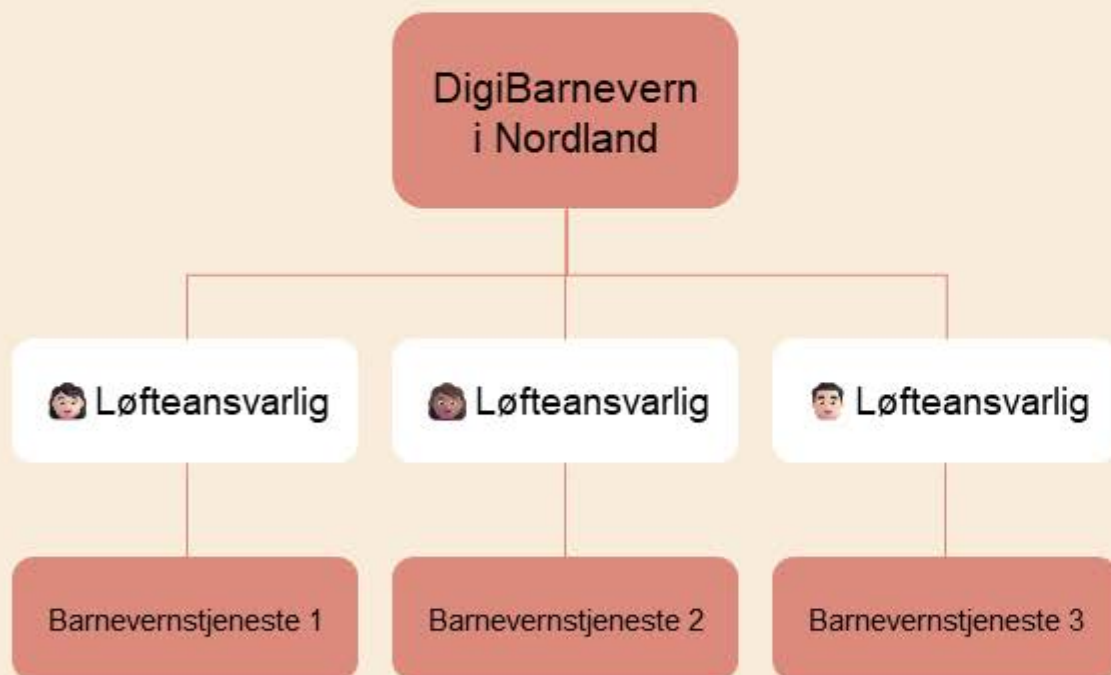 DigiBarnevern
i Nordland
Løfteansvarlig
Løfteansvarlig
Løfteansvarlig
Barnevernstjeneste 1
Barnevernstjeneste 2
Barnevernstjeneste 3